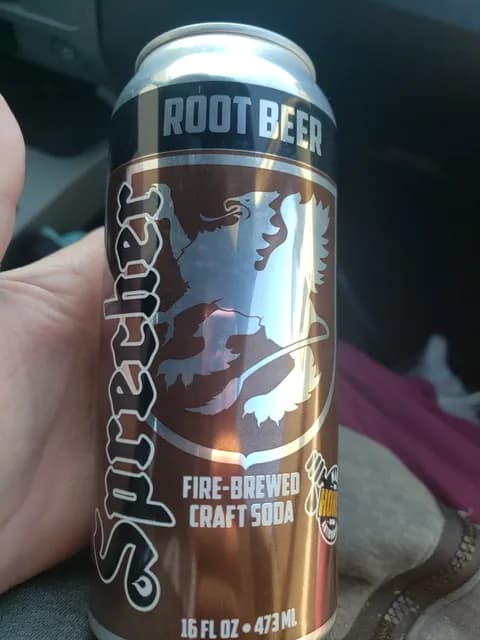 ROOT BEER
Sprecher
FIRE-BREWED
CRAFT SODA
16 FL OZ • 473 ML